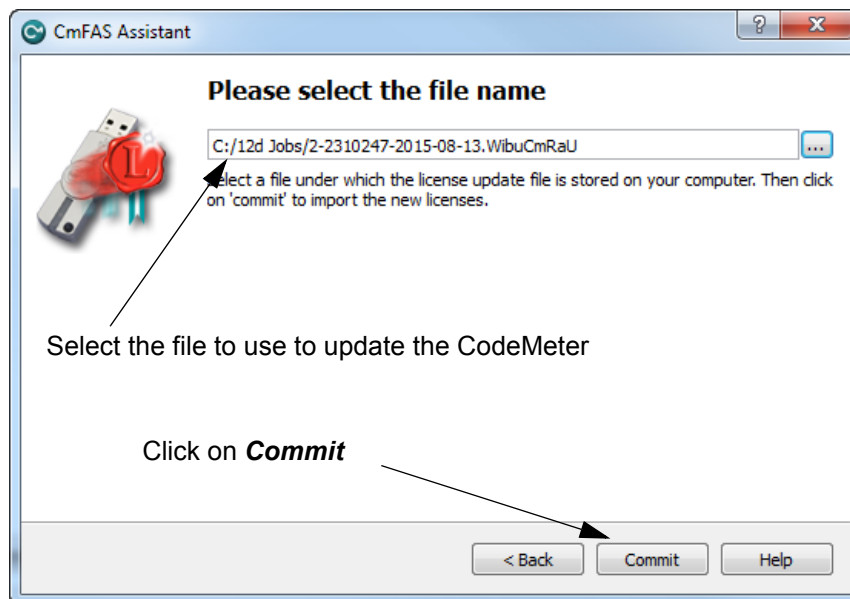 CmFAS Assistant
Please select the file name
C:/12d Jobs/2-2310247-2015-08-13.WibuCmRaU
...
Select a file under which the license update file is stored on your computer. Then click
on 'commit' to import the new licenses.
L
Select the file to use to update the CodeMeter
Click on Commit
< Back Commit Help